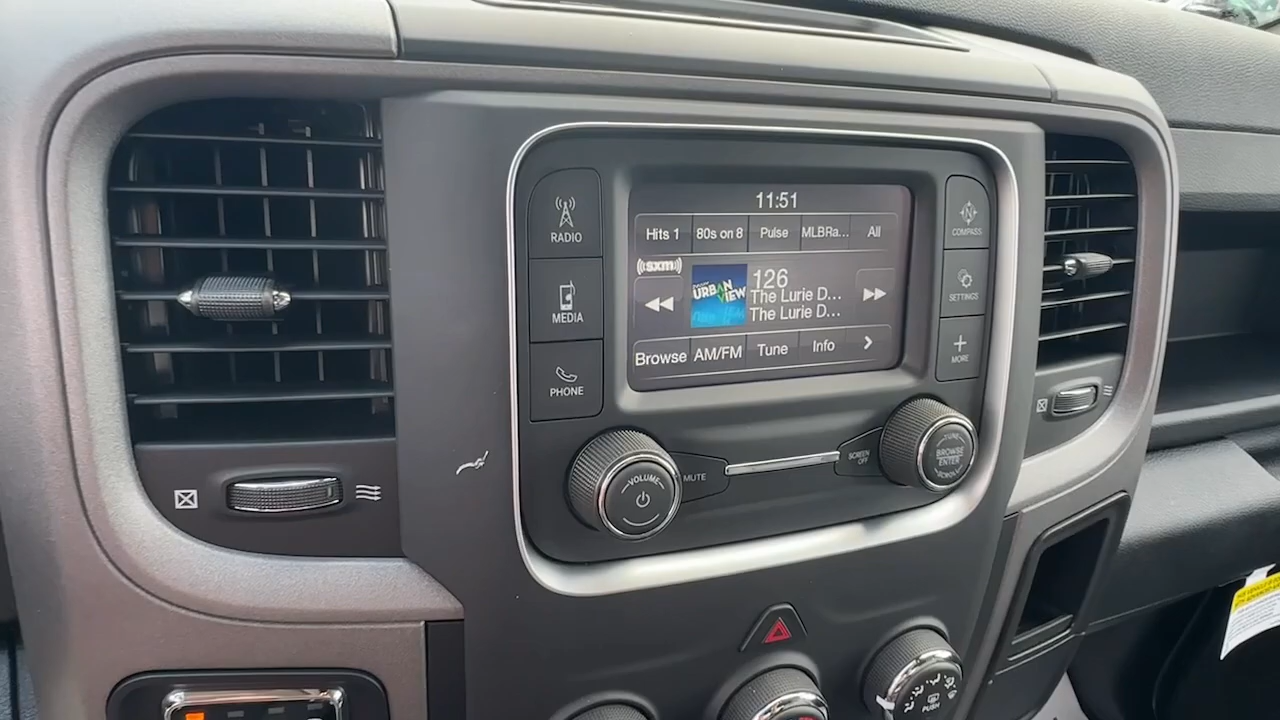 11:51
Hits 1 80s on 8 Pulse MLBRa... All
((sxm))
URBAN
VIEW
126
The Lurie D...
The Lurie D...
Browse AM/FM Tune Info >
RADIO
MEDIA
PHONE
COMPASS
SETTINGS
MORE
VOLUME
MUTE
SCREEN
OFF
TUNE
BROWSE
ENTER
SCROLL
PUSH